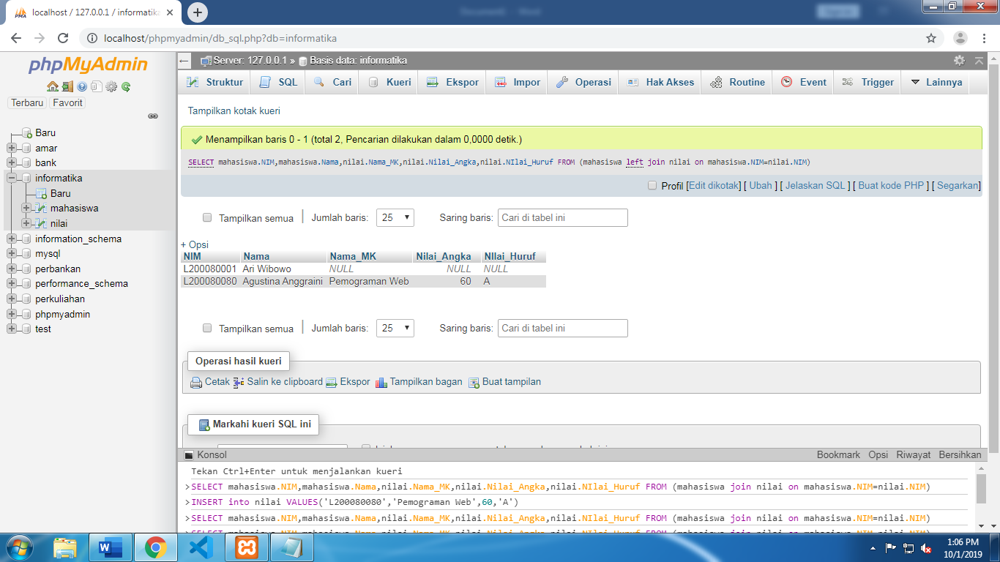 localhost / 127.0.0.1 / informatika
localhost/phpmyadmin/db_sql.php?db=informatika
phpMyAdmin
Terbaru Favorit
Baru
amar
bank
informatika
Baru
mahasiswa
nilai
information_schema
mysql
perbankan
performance_schema
perkuliahan
phpmyadmin
test
Server: 127.0.0.1 » Basis data: informatika
Struktur SQL Cari Kueri Ekspor Impor Operasi Hak Akses Routine Event Trigger Lainnya
Tampilkan kotak kueri
Menampilkan baris 0 - 1 (total 2, Pencarian dilakukan dalam 0,0000 detik.)
SELECT mahasiswa.NIM,mahasiswa.Nama,nilai.Nama_MK,nilai.Nilai_Angka,nilai.NIlai_Huruf FROM (mahasiswa left join nilai on mahasiswa.NIM=nilai.NIM)
Profil [Edit dikotak] [ Ubah ] [ Jelaskan SQL ] [ Buat kode PHP ] [ Segarkan]
Tampilkan semua | Jumlah baris: 25 Saring baris: Cari di tabel ini
+ Opsi
NIM Nama Nama_MK Nilai_Angka NIlai_Huruf
L200080001 Ari Wibowo NULL NULL NULL
L200080080 Agustina Anggraini Pemograman Web 60 A
Tampilkan semua | Jumlah baris: 25 Saring baris: Cari di tabel ini
Operasi hasil kueri
Cetak Salin ke clipboard Ekspor Tampilkan bagan Buat tampilan
Markahi kueri SQL ini
Konsol Bookmark Opsi Riwayat Bersihkan
Tekan Ctrl+Enter untuk menjalankan kueri
>SELECT mahasiswa.NIM,mahasiswa.Nama,nilai.Nama_MK,nilai.Nilai_Angka,nilai.NIlai_Huruf FROM (mahasiswa join nilai on mahasiswa.NIM=nilai.NIM)
>INSERT into nilai VALUES('L200080080','Pemograman Web',60,'A')
>SELECT mahasiswa.NIM,mahasiswa.Nama,nilai.Nama_MK,nilai.Nilai_Angka,nilai.NIlai_Huruf FROM (mahasiswa join nilai on mahasiswa.NIM=nilai.NIM)
1:06 PM
10/1/2019